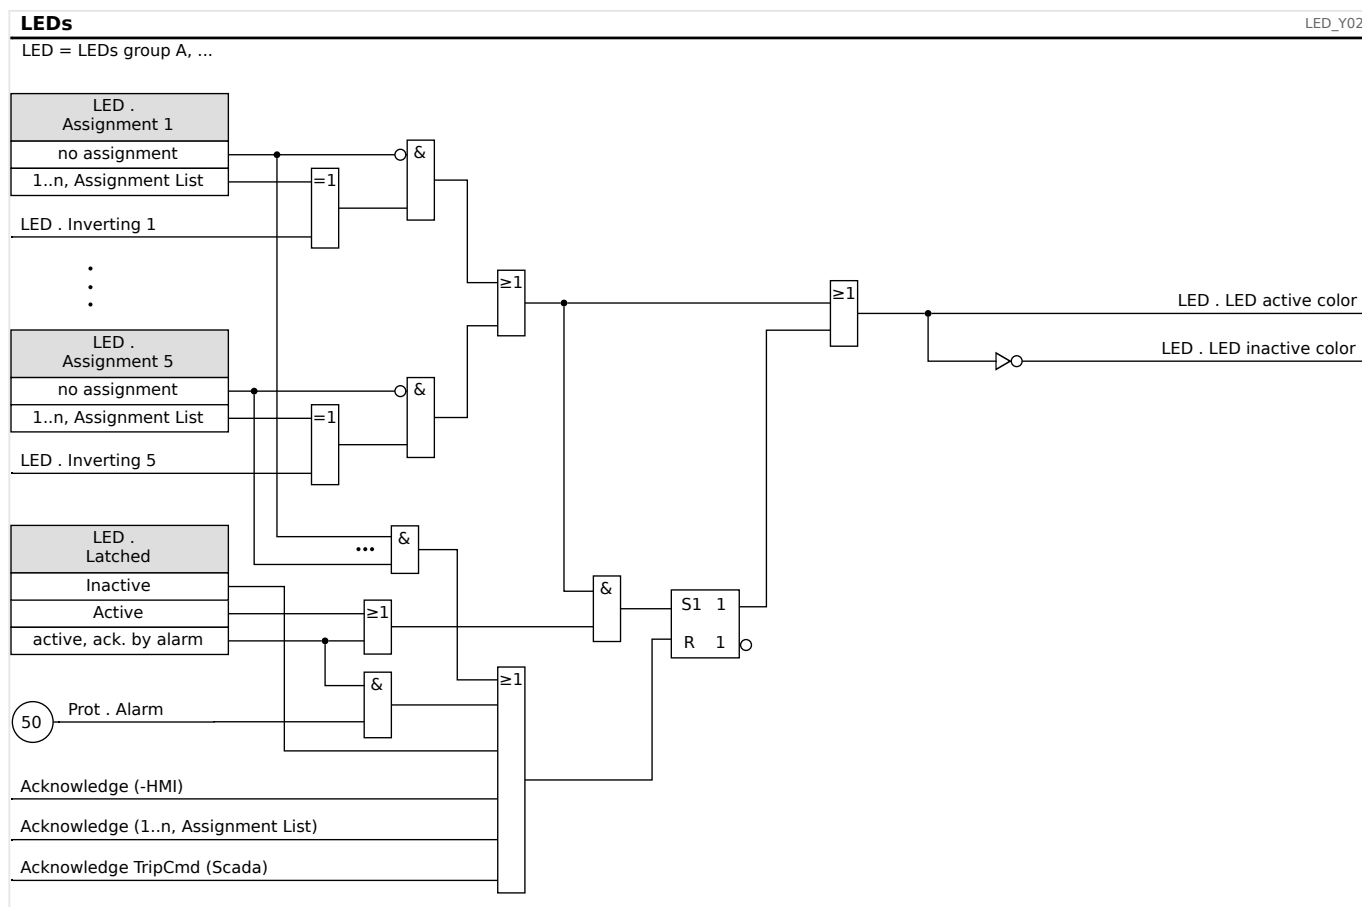 LEDs
LED_Y02
LED = LEDs group A, ...
LED .
Assignment 1
no assignment
&
1..n, Assignment List
=1
LED . Inverting 1
≥1
≥1
LED . LED active color
LED .
Assignment 5
LED . LED inactive color
no assignment
&
1..n, Assignment List
=1
LED . Inverting 5
LED .
Latched
&
Inactive
&
Active
≥1
S1 1
active, ack. by alarm
R 1
&
≥1
50
Prot . Alarm
Acknowledge (-HMI)
Acknowledge (1..n, Assignment List)
Acknowledge TripCmd (Scada)